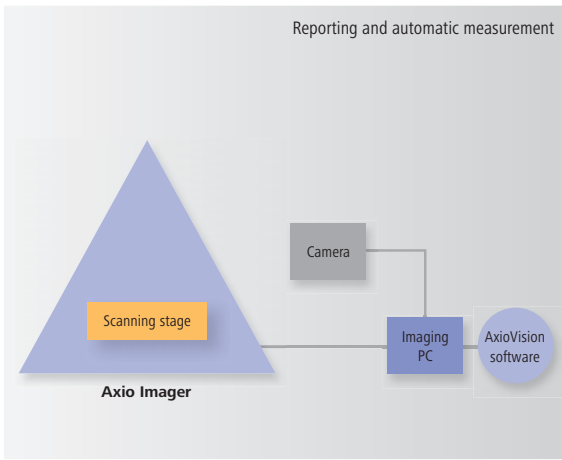 Reporting and automatic measurement
Camera
Scanning stage
Imaging
PC
AxioVision
software
Axio Imager